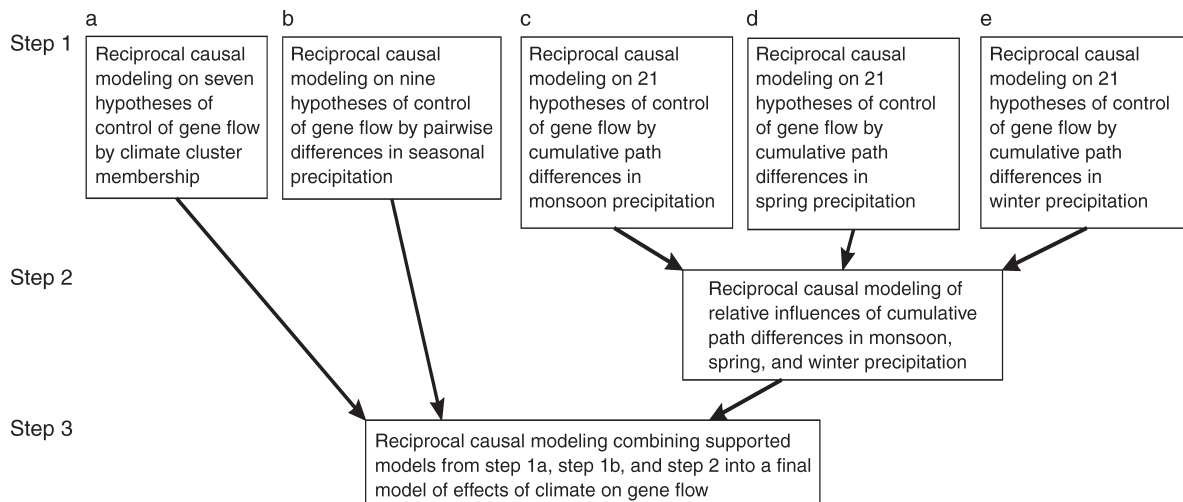 a
b
c
d
e
Step 1
Reciprocal causal
modeling on seven
hypotheses of
control of gene flow
by climate cluster
membership
Reciprocal causal
modeling on nine
hypotheses of control
of gene flow by pairwise
differences in seasonal
precipitation
Reciprocal causal
modeling on 21
hypotheses of control
of gene flow by
cumulative path
differences in
monsoon precipitation
Reciprocal causal
modeling on 21
hypotheses of control
of gene flow by
cumulative path
differences in
spring precipitation
Reciprocal causal
modeling on 21
hypotheses of control
of gene flow by
cumulative path
differences in
winter precipitation
Step 2
Reciprocal causal modeling of
relative influences of cumulative
path differences in monsoon,
spring, and winter precipitation
Step 3
Reciprocal causal modeling combining supported
models from step 1a, step 1b, and step 2 into a final
model of effects of climate on gene flow